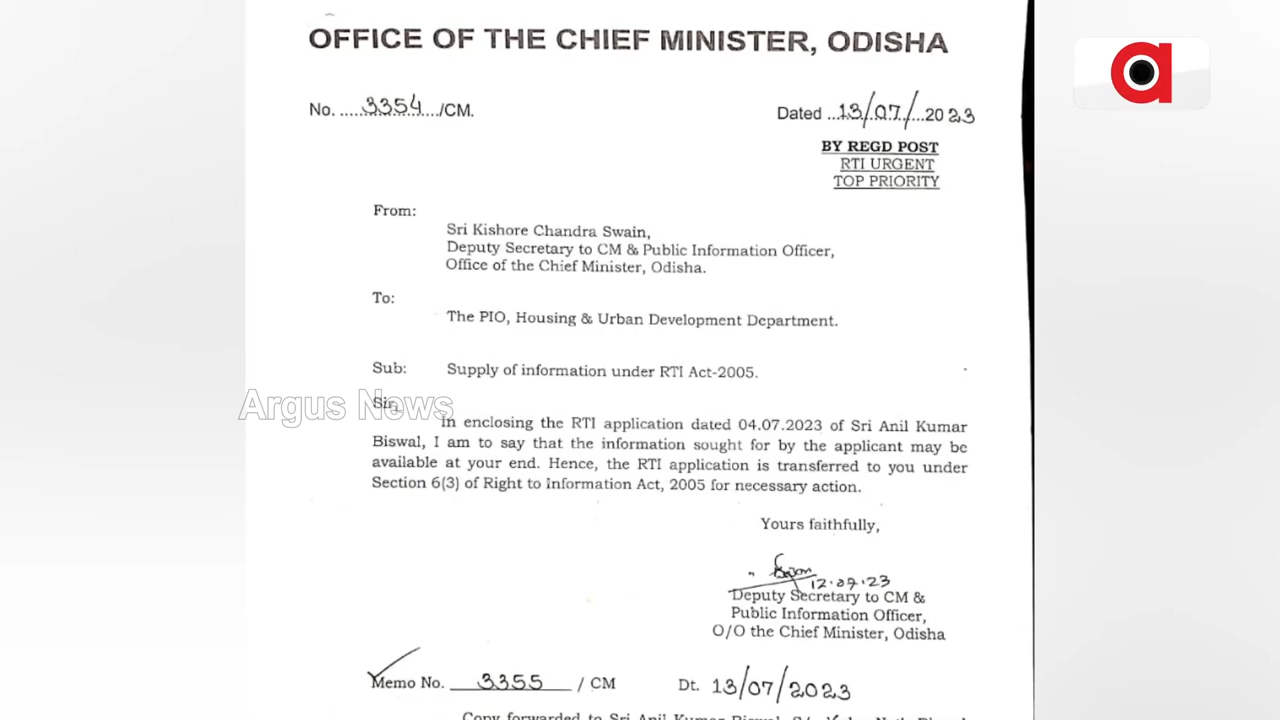 OFFICE OF THE CHIEF MINISTER, ODISHA
No. ......3354..../CM.
Dated ...13/.07./...2023
BY REGD POST
RTI URGENT
TOP PRIORITY
From:
Sri Kishore Chandra Swain,
Deputy Secretary to CM & Public Information Officer,
Office of the Chief Minister, Odisha.
To:
The PIO, Housing & Urban Development Department.
Sub: Supply of information under RTI Act-2005.
Argus News
Sir,
In enclosing the RTI application dated 04.07.2023 of Sri Anil Kumar
Biswal, I am to say that the information sought for by the applicant may be
available at your end. Hence, the RTI application is transferred to you under
Section 6(3) of Right to Information Act, 2005 for necessary action.
Yours faithfully,
12.07.23
Deputy Secretary to CM &
Public Information Officer,
O/O the Chief Minister, Odisha
Memo No. 3355 / CM Dt. 13/07/2023
Copy forwarded to Sri Anil Kumar